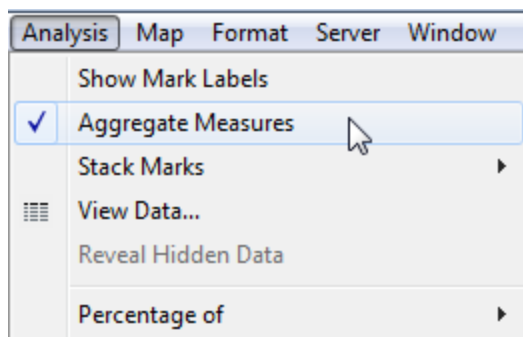 Analysis Map Format Server Window
Show Mark Labels
Aggregate Measures
Stack Marks
View Data...
Reveal Hidden Data
Percentage of